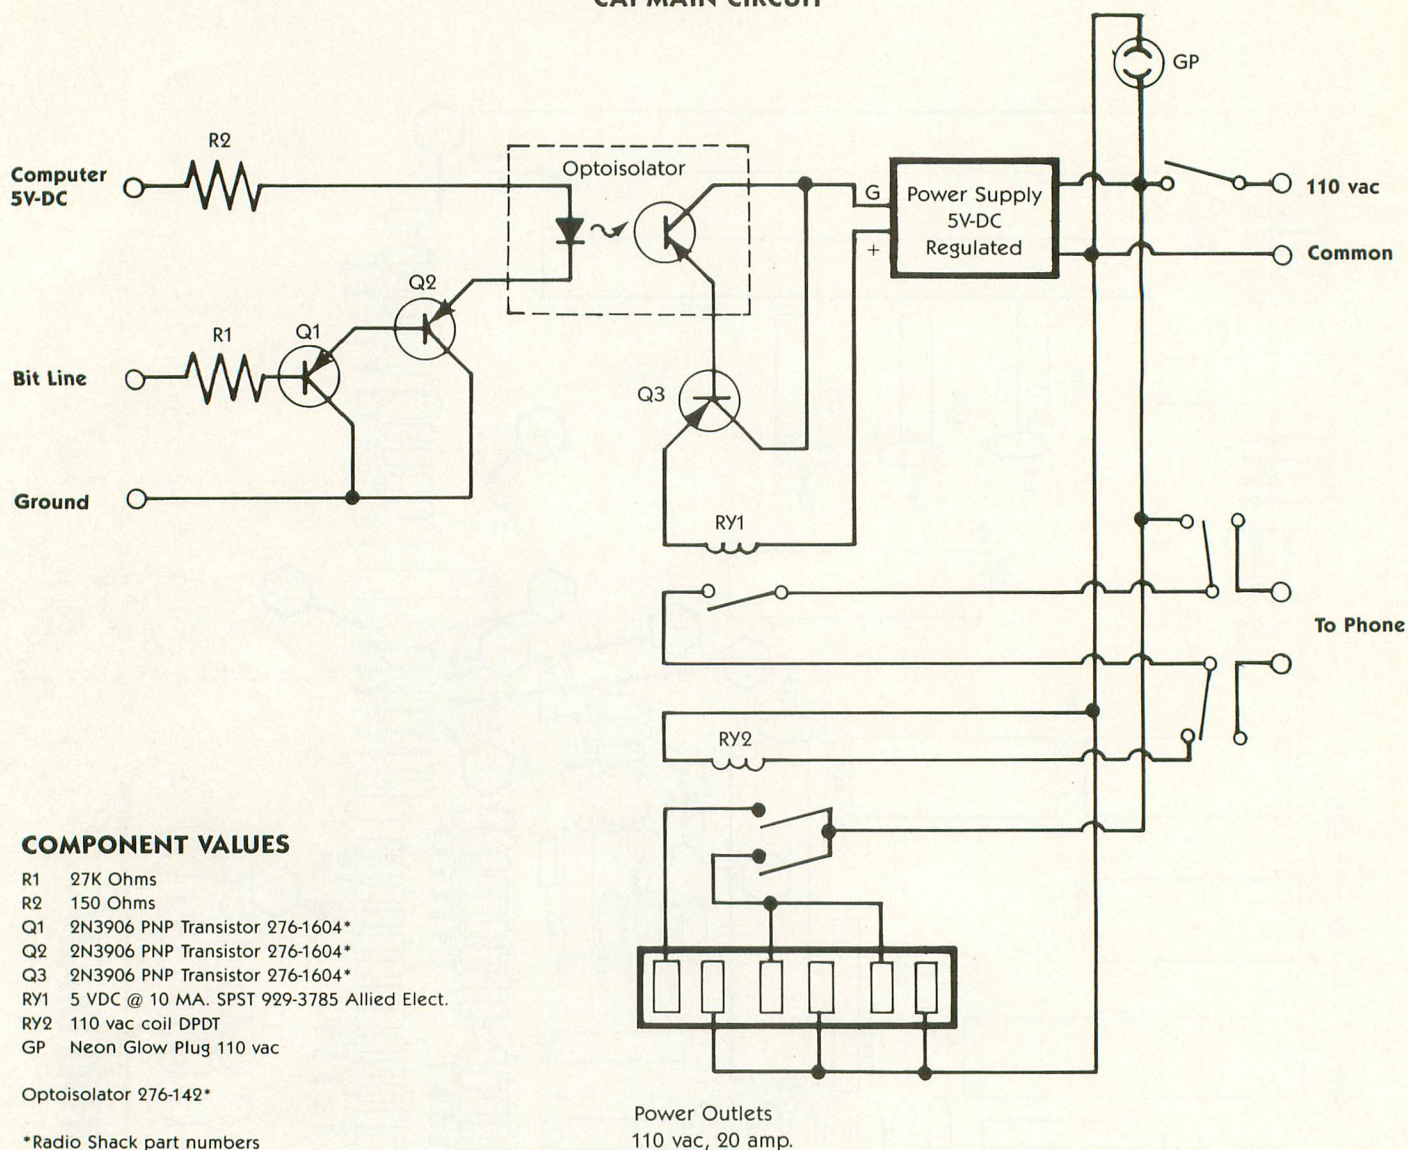 CAI MAIN CIRCUIT
GP
R2
Computer
5V-DC
Optoisolator
G
+
Power Supply
5V-DC
Regulated
110 vac
Common
Q2
R1
Q1
Bit Line
Q3
Ground
RY1
To Phone
RY2
COMPONENT VALUES
R1 27K Ohms
R2 150 Ohms
Q1 2N3906 PNP Transistor 276-1604*
Q2 2N3906 PNP Transistor 276-1604*
Q3 2N3906 PNP Transistor 276-1604*
RY1 5 VDC @ 10 MA. SPST 929-3785 Allied Elect.
RY2 110 vac coil DPDT
GP Neon Glow Plug 110 vac
Optoisolator 276-142*
*Radio Shack part numbers
Power Outlets
110 vac, 20 amp.